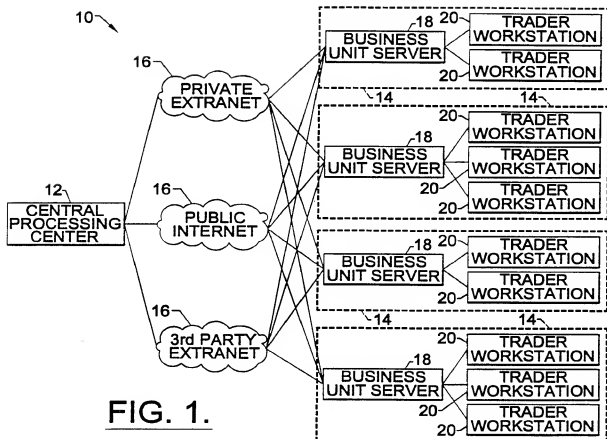 10
16
PRIVATE
EXTRANET
12
CENTRAL
PROCESSING
CENTER
16
PUBLIC
INTERNET
16
3rd PARTY
EXTRANET
FIG. 1.
18
BUSINESS
UNIT SERVER
20
TRADER
WORKSTATION
20
TRADER
WORKSTATION
14
14
18
BUSINESS
UNIT SERVER
20
TRADER
WORKSTATION
20
TRADER
WORKSTATION
TRADER
WORKSTATION
18
BUSINESS
UNIT SERVER
20
TRADER
WORKSTATION
20
TRADER
WORKSTATION
14
14
18
BUSINESS
UNIT SERVER
20
TRADER
WORKSTATION
20
TRADER
WORKSTATION
TRADER
WORKSTATION